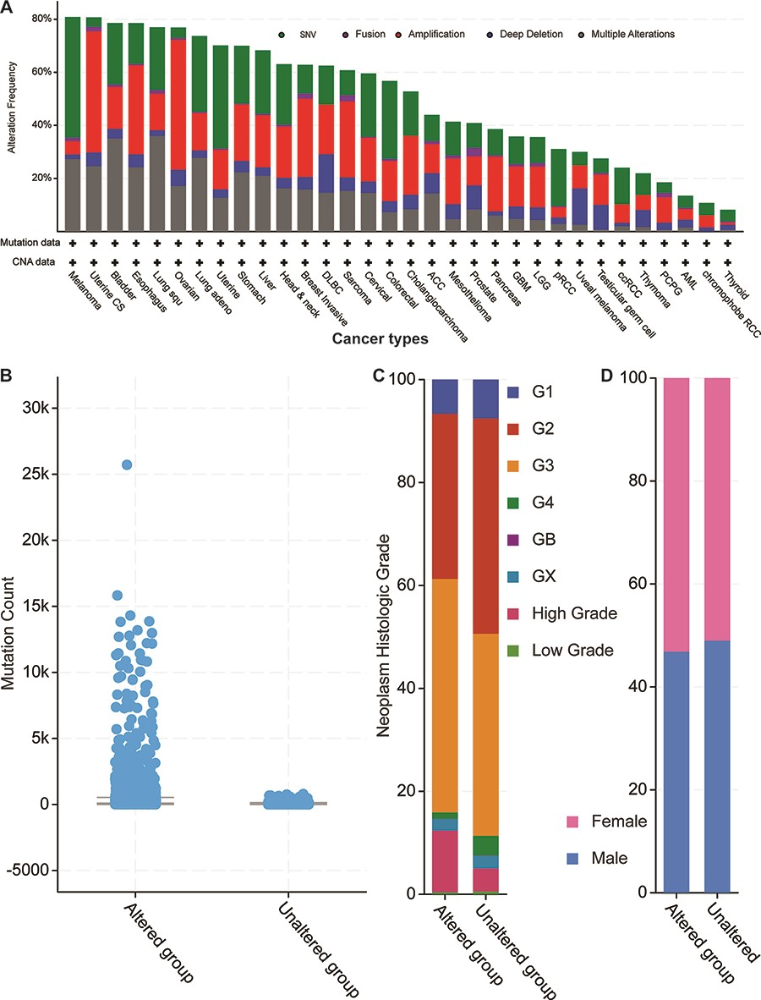 A
80%
60%
40%
20%
Alteration Frequency
SNV
Fusion
Amplification
Deep Deletion
Multiple Alterations
Mutation data
CNA data
Melanoma
Uterine CS
Bladder
Esophagus
Lung squ
Ovarian
Lung adeno
Uterine
Stomach
Liver
Head & neck
Breast Invasive
DLBC
Sarcoma
Cervical
Colorectal
Cholangiocarcinoma
ACC
Mesothelioma
Prostate
Pancreas
GBM
LGG
pRCC
Uveal melanoma
Testicular germ cell
ccRCC
Thymoma
PCPG
AML
chromophobe RCC
Thyroid
Cancer types
B
30k
25k
20k
15k
10k
5k
0
-5000
Mutation Count
Altered group
Unaltered group
C
100
80
60
40
20
0
Neoplasm Histologic Grade
G1
G2
G3
G4
GB
GX
High Grade
Low Grade
Altered group
Unaltered group
D
100
80
60
40
20
0
Female
Male
Altered group
Unaltered